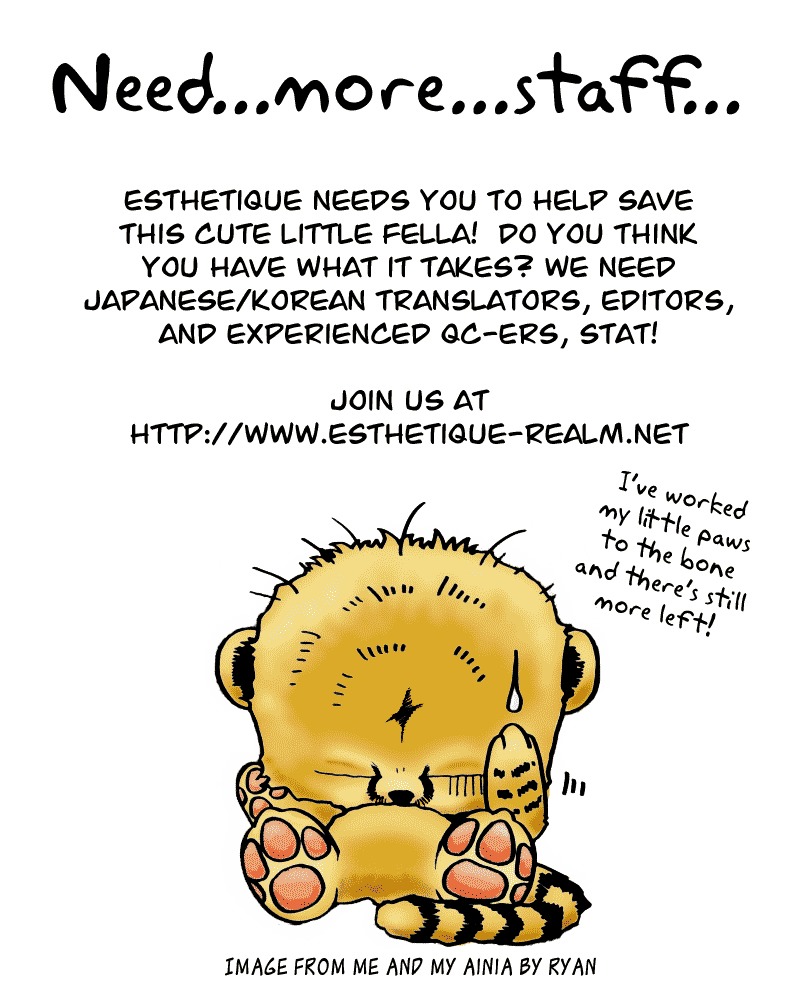 Need...more...staff...
ESTHETIQUE NEEDS YOU TO HELP SAVE
THIS CUTE LITTLE FELLA!  DO YOU THINK
YOU HAVE WHAT IT TAKES? WE NEED
JAPANESE/KOREAN TRANSLATORS, EDITORS,
AND EXPERIENCED QC-ERS, STAT!
JOIN US AT
HTTP://WWW.ESTHETIQUE-REALM.NET
I've worked
my little paws
to the bone
and there's still
more left!
IMAGE FROM ME AND MY AINIA BY RYAN